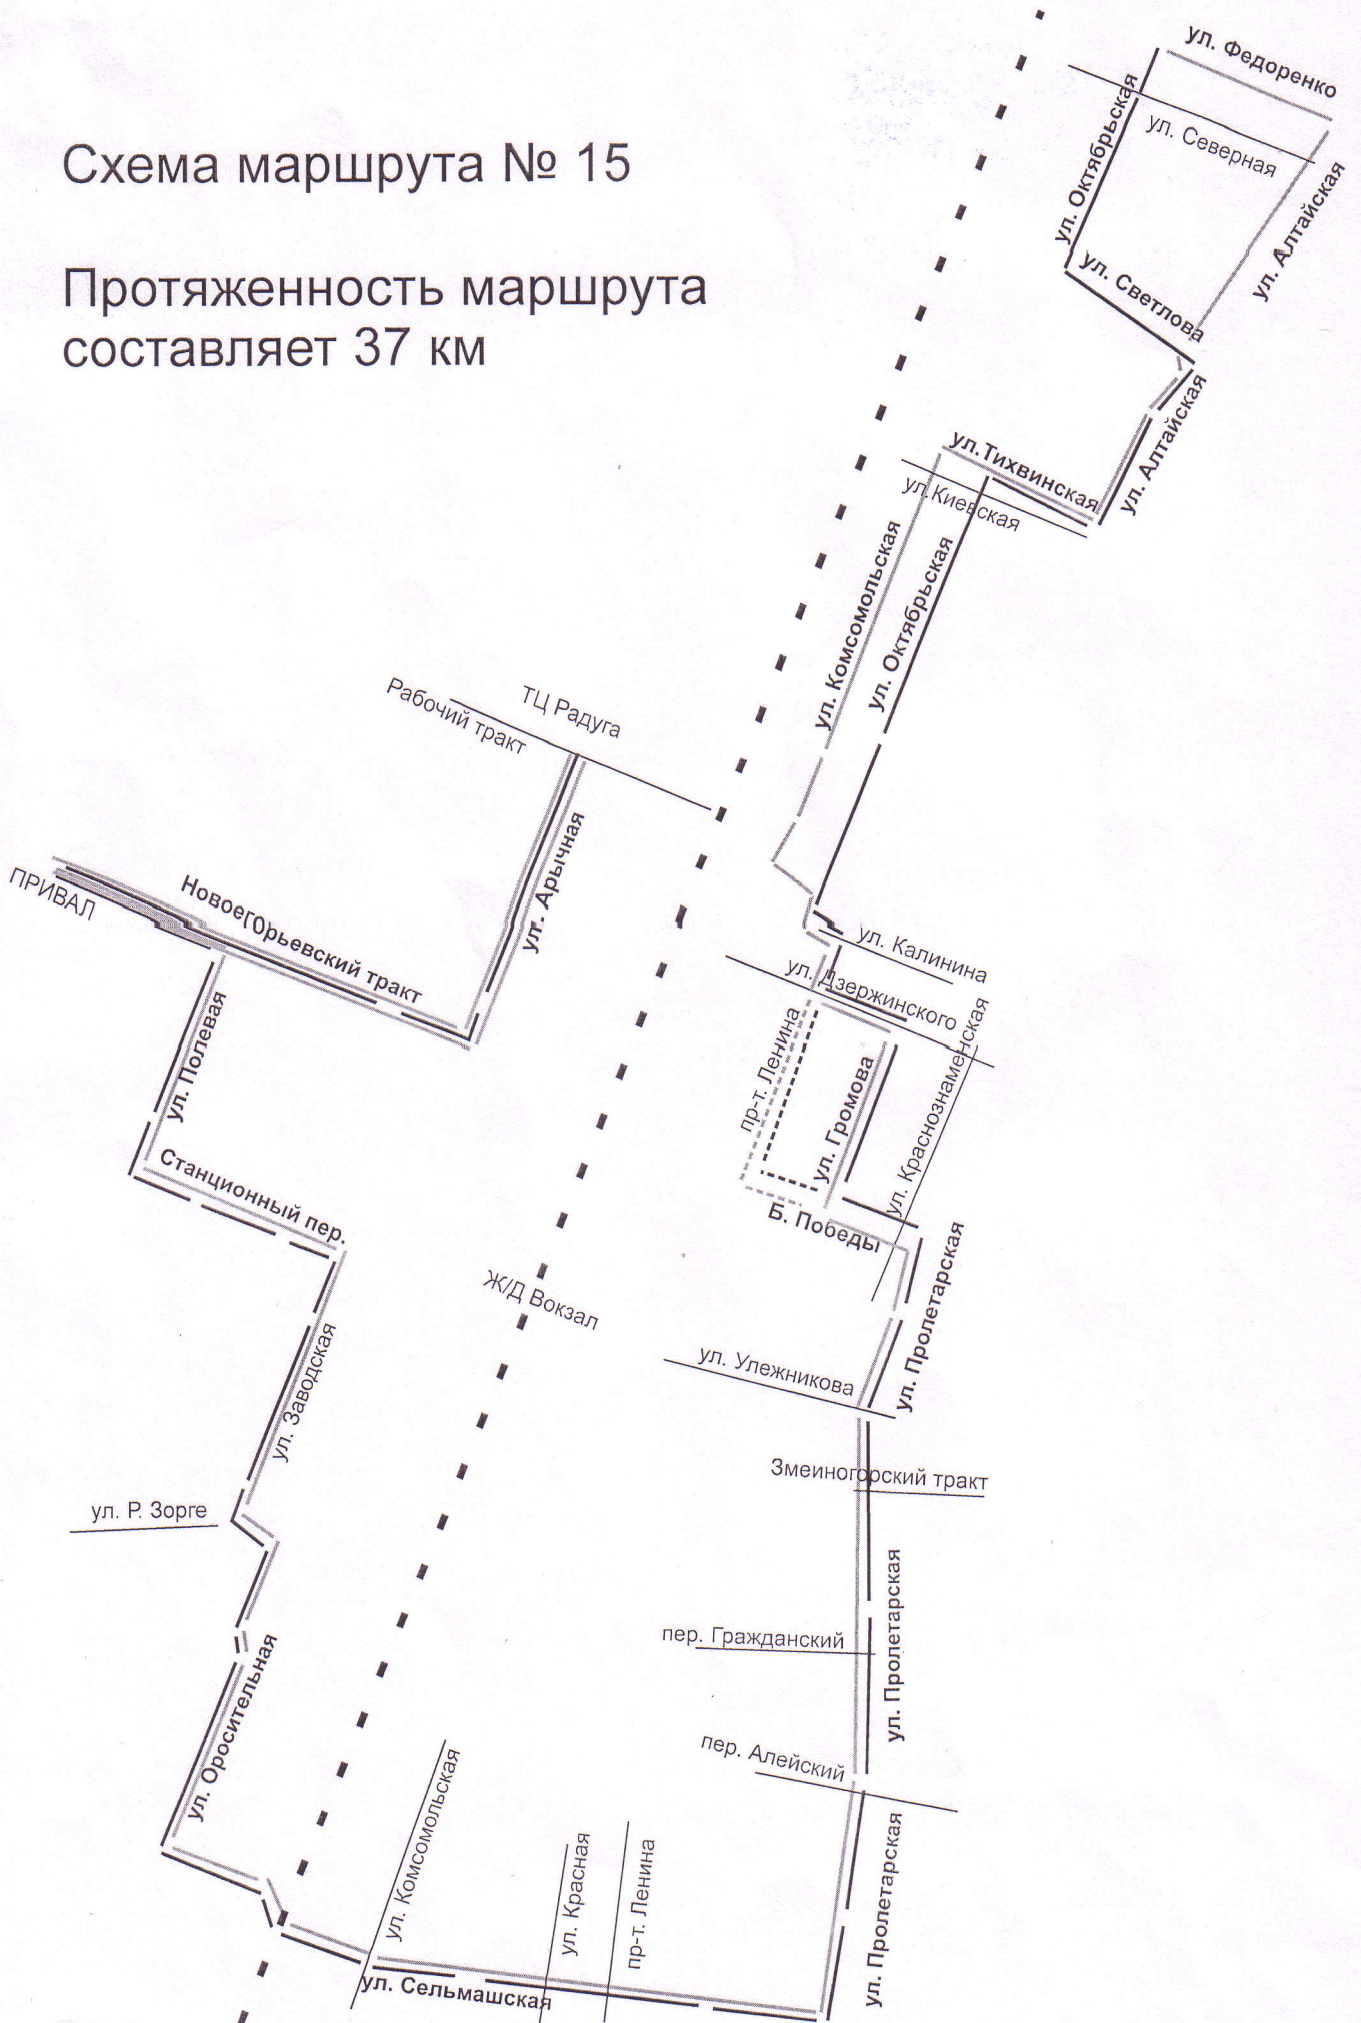 Схема маршрута № 15
Протяженность маршрута
составляет 37 км
ул. Федоренко
ул. Октябрьская
ул. Северная
ул. Алтайская
ул. Светлова
ул. Алтайская
ул.Тихвинская
ул.Киевская
ул. Комсомольская
ул. Октябрьская
ТЦ Радуга
Рабочий тракт
ул. Арычная
ПРИВАЛ
Новоегорьевский тракт
ул. Калинина
ул. Дзержинского
ул. Полевая
пр-т. Ленина
ул. Громова
ул. Краснознаменская
Станционный пер.
Б. Победы
Ж/Д Вокзал
ул. Пролетарская
ул. Заводская
ул. Улежникова
Змеиногорский тракт
ул. Р. Зорге
ул. Пролетарская
пер. Гражданский
ул. Оросительная
пер. Алейский
ул. Комсомольская
ул. Красная
пр-т. Ленина
ул. Пролетарская
ул. Сельмашская